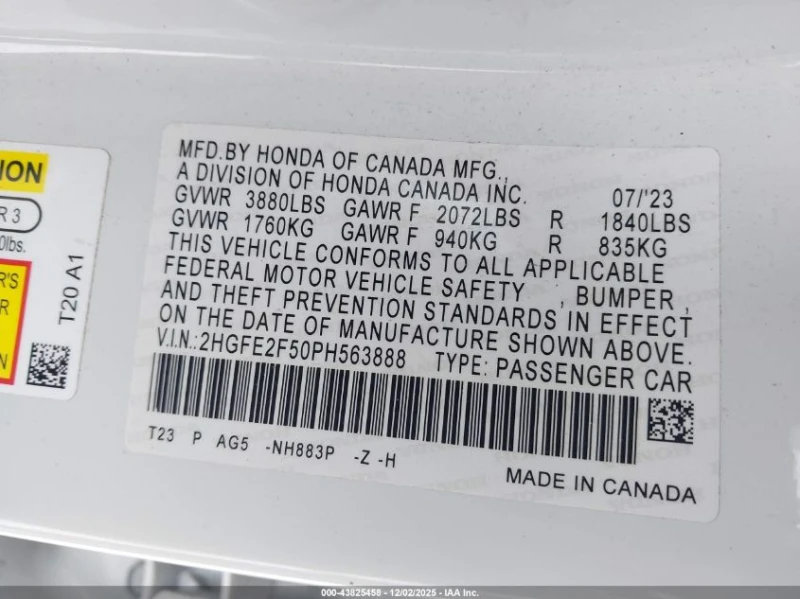 MFD.BY HONDA OF CANADA MFG.,
A DIVISION OF HONDA CANADA INC. 07/'23
GVWR 3880LBS GAWR F 2072LBS R 1840LBS
GVWR 1760KG GAWR F 940KG R 835KG
THIS VEHICLE CONFORMS TO ALL APPLICABLE
FEDERAL MOTOR VEHICLE SAFETY , BUMPER ,
AND THEFT PREVENTION STANDARDS IN EFFECT
ON THE DATE OF MANUFACTURE SHOWN ABOVE.
V.I.N.:2HGFE2F50PH563888 TYPE: PASSENGER CAR
T23 P AG5 -NH883P -Z -H
MADE IN CANADA
R 3
T20 A1
000-43825458 - 12/02/2025 - IAA Inc.